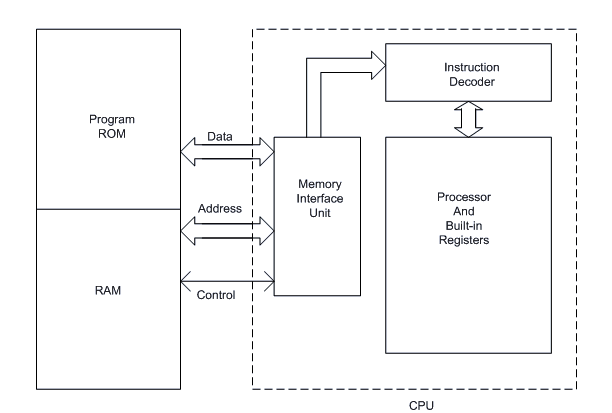 Program
ROM
RAM
Data
Address
Control
Memory
Interface
Unit
Instruction
Decoder
Processor
And
Built-in
Registers
CPU